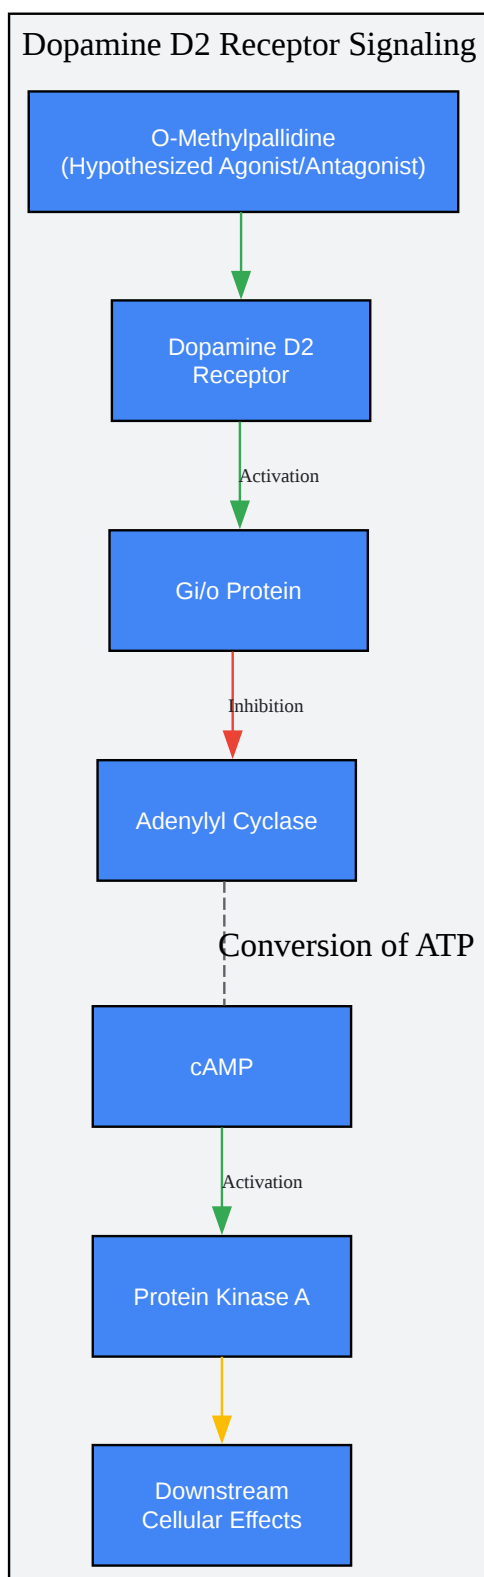 Dopamine D2 Receptor Signaling
O-Methylpallidine
(Hypothesized Agonist/Antagonist)
Dopamine D2
Receptor
Activation
Gi/o Protein
Inhibition
Adenylyl Cyclase
Conversion of ATP
cAMP
Activation
Protein Kinase A
Downstream
Cellular Effects